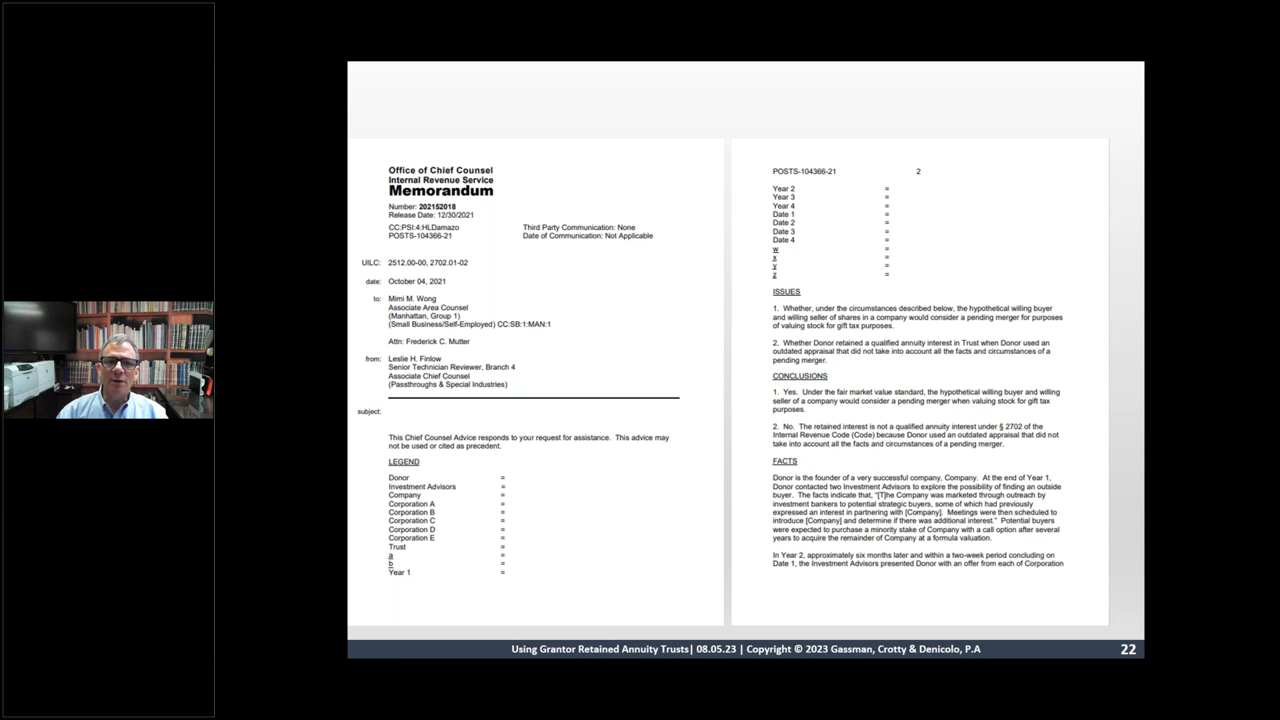 Office of Chief Counsel
Internal Revenue Service
Memorandum
Number: 202152018
Release Date: 12/30/2021
CC:PSI:4:HLDamazo
POSTS-104366-21
Third Party Communication: None
Date of Communication: Not Applicable
UILC: 2512.00-00, 2702.01-02
date: October 04, 2021
to: Mimi M. Wong
Associate Area Counsel
(Manhattan, Group 1)
(Small Business/Self-Employed) CC:SB:1:MAN:1
Attn: Frederick C. Mutter
from: Leslie H. Finlow
Senior Technician Reviewer, Branch 4
Associate Chief Counsel
(Passthroughs & Special Industries)
subject:
This Chief Counsel Advice responds to your request for assistance. This advice may
not be used or cited as precedent.
LEGEND
Donor =
Investment Advisors =
Company =
Corporation A =
Corporation B =
Corporation C =
Corporation D =
Corporation E =
Trust =
a =
b =
Year 1 =
POSTS-104366-21 2
Year 2 =
Year 3 =
Year 4 =
Date 1 =
Date 2 =
Date 3 =
Date 4 =
w =
x =
y =
z =
ISSUES
1. Whether, under the circumstances described below, the hypothetical willing buyer
and willing seller of shares in a company would consider a pending merger for purposes
of valuing stock for gift tax purposes.
2. Whether Donor retained a qualified annuity interest in Trust when Donor used an
outdated appraisal that did not take into account all the facts and circumstances of a
pending merger.
CONCLUSIONS
1. Yes. Under the fair market value standard, the hypothetical willing buyer and willing
seller of a company would consider a pending merger when valuing stock for gift tax
purposes.
2. No. The retained interest is not a qualified annuity interest under § 2702 of the
Internal Revenue Code (Code) because Donor used an outdated appraisal that did not
take into account all the facts and circumstances of a pending merger.
FACTS
Donor is the founder of a very successful company, Company. At the end of Year 1,
Donor contacted two Investment Advisors to explore the possibility of finding an outside
buyer. The facts indicate that, "[T]he Company was marketed through outreach by
investment bankers to potential strategic buyers, some of which had previously
expressed an interest in partnering with [Company]. Meetings were then scheduled to
introduce [Company] and determine if there was additional interest." Potential buyers
were expected to purchase a minority stake of Company with a call option after several
years to acquire the remainder of Company at a formula valuation.
In Year 2, approximately six months later and within a two-week period concluding on
Date 1, the Investment Advisors presented Donor with an offer from each of Corporation
Using Grantor Retained Annuity Trusts| 08.05.23 | Copyright © 2023 Gassman, Crotty & Denicolo, P.A
22